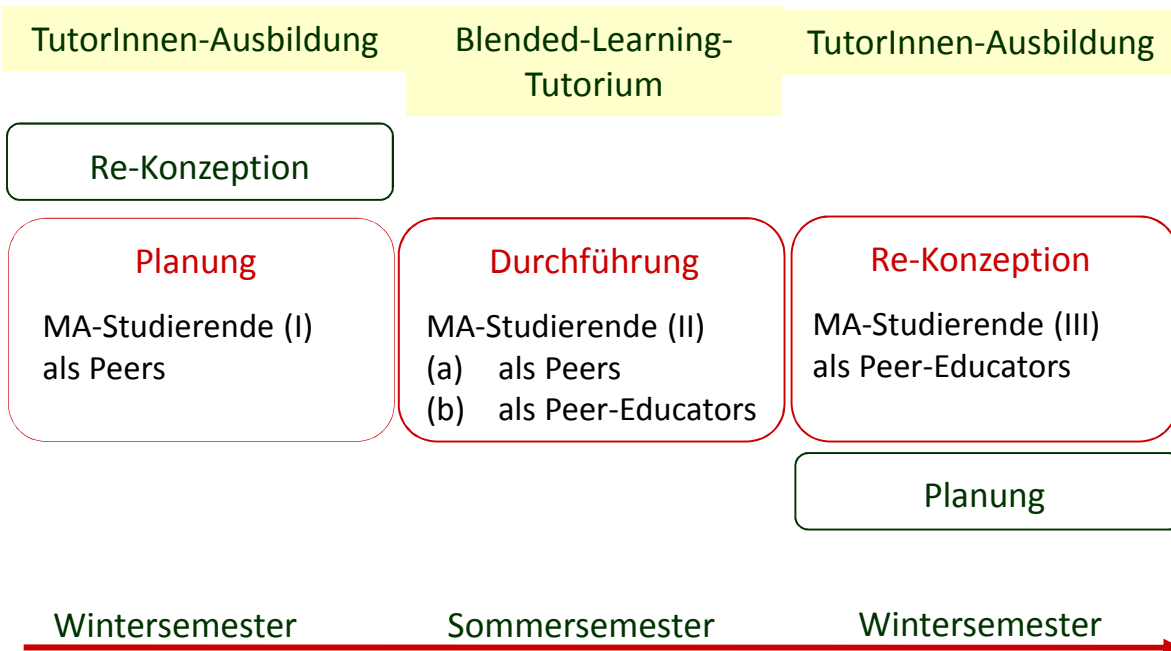 TutorInnen-Ausbildung
Blended-Learning-
Tutorium
TutorInnen-Ausbildung
Re-Konzeption
Planung
MA-Studierende (I)
als Peers
Durchführung
MA-Studierende (II)
(a) als Peers
(b) als Peer-Educators
Re-Konzeption
MA-Studierende (III)
als Peer-Educators
Planung
Wintersemester
Sommersemester
Wintersemester